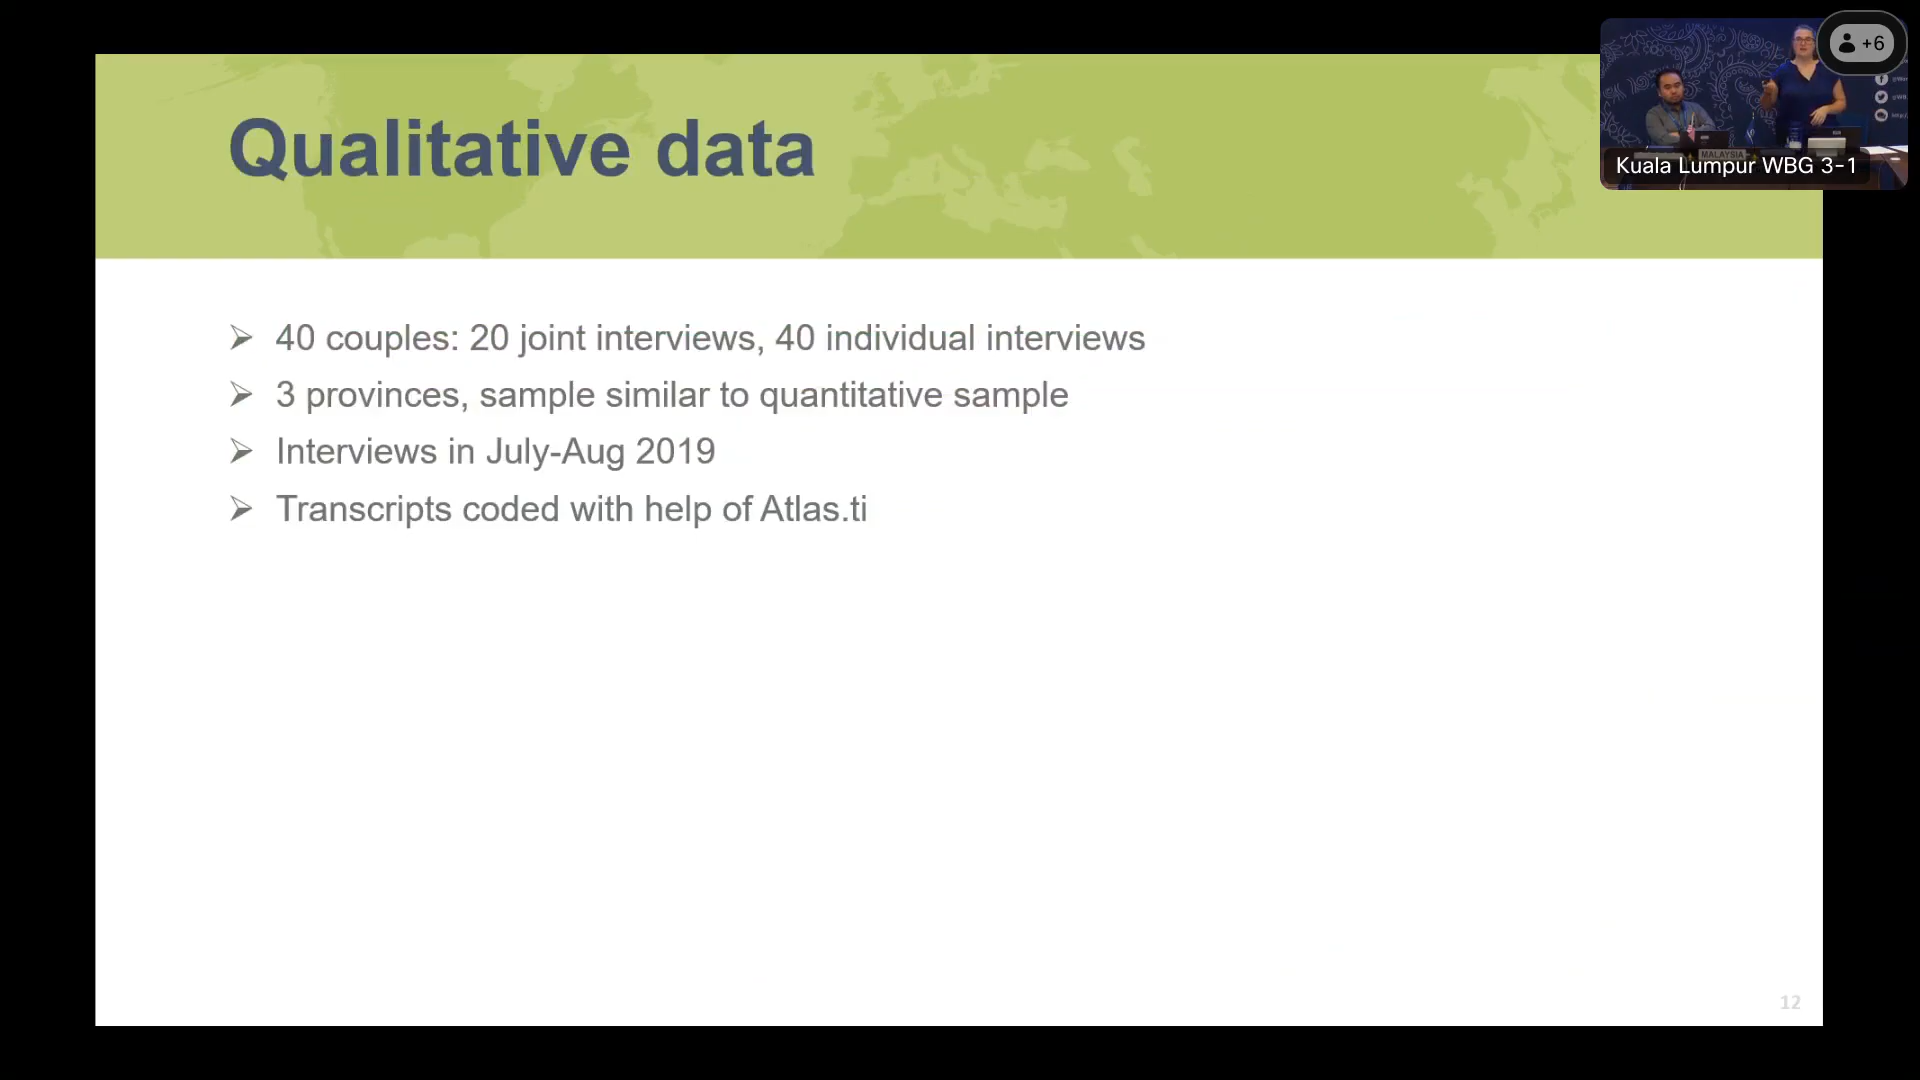 Qualitative data
40 couples: 20 joint interviews, 40 individual interviews
3 provinces, sample similar to quantitative sample
Interviews in July-Aug 2019
Transcripts coded with help of Atlas.ti
12
+6
MALAYSIA
Kuala Lumpur WBG 3-1